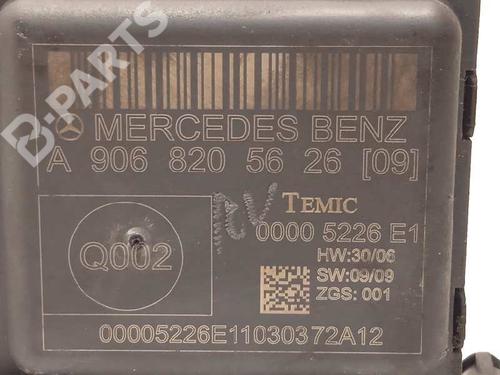 B-PARTS
MERCEDES BENZ
A 906 820 56 26 [09]
TEMIC
0000 5226 E1
Q002
HW:30/06
SW:09/09
ZGS: 001
00005226E11030372A12